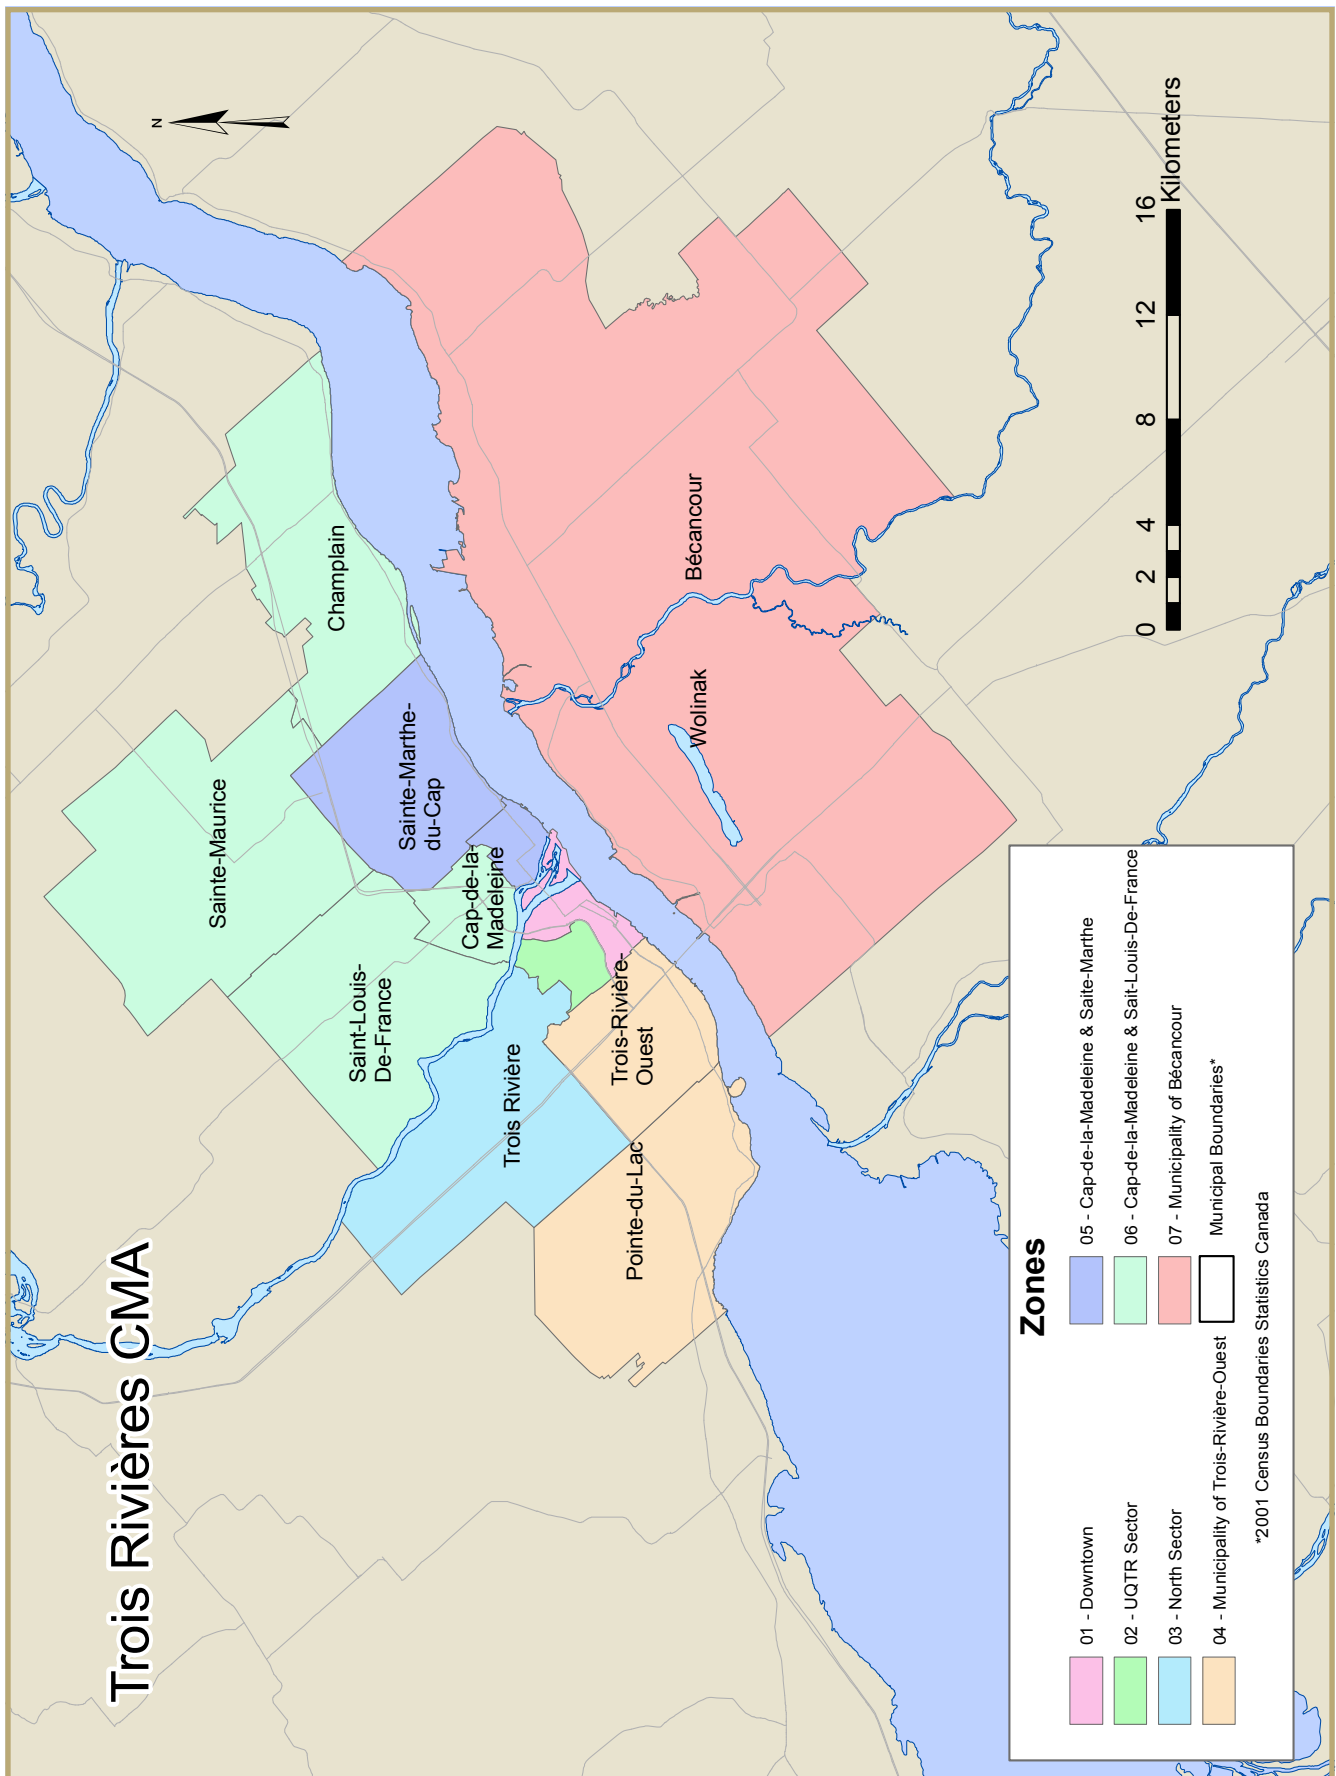 Trois Rivières CMA
N
Sainte-Maurice
Champlain
Saint-Louis-
De-France
Sainte-Marthe-
du-Cap
Cap-de-la-
Madeleine
Trois Rivière
Trois-Rivière-
Ouest
Pointe-du-Lac
Bécancour
Wolinak
0 2 4 8 12 16
Kilometers
Zones
01 - Downtown
02 - UQTR Sector
03 - North Sector
04 - Municipality of Trois-Rivière-Ouest
05 - Cap-de-la-Madeleine & Saite-Marthe
06 - Cap-de-la-Madeleine & Sait-Louis-De-France
07 - Municipality of Bécancour
Municipal Boundaries*
*2001 Census Boundaries Statistics Canada